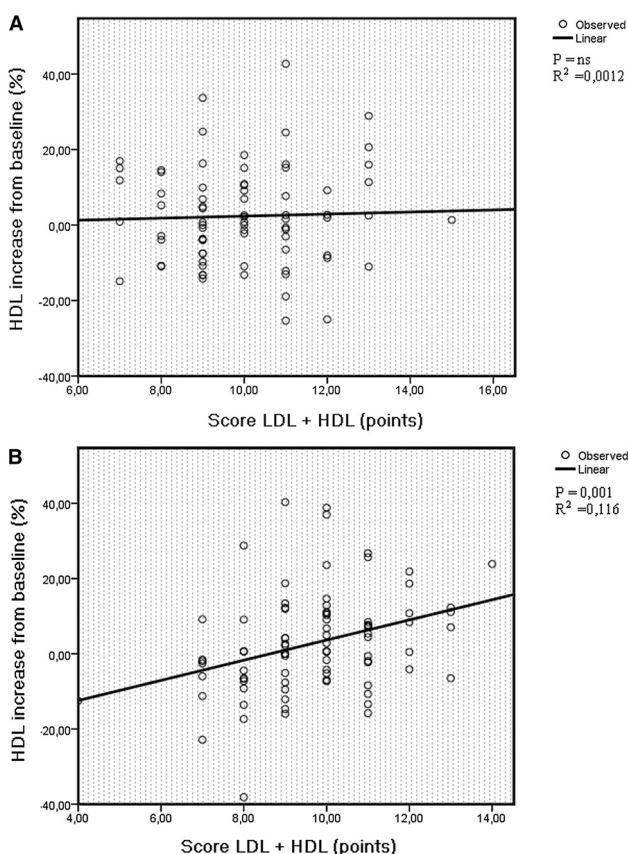 A
Observed
Linear
P = ns
R² = 0,0012
HDL increase from baseline (%)
40,00
20,00
0,00
-20,00
-40,00
6,00 8,00 10,00 12,00 14,00 16,00
Score LDL + HDL (points)
B
Observed
Linear
P = 0,001
R² = 0,116
HDL increase from baseline (%)
40,00
20,00
0,00
-20,00
-40,00
4,00 6,00 8,00 10,00 12,00 14,00
Score LDL + HDL (points)